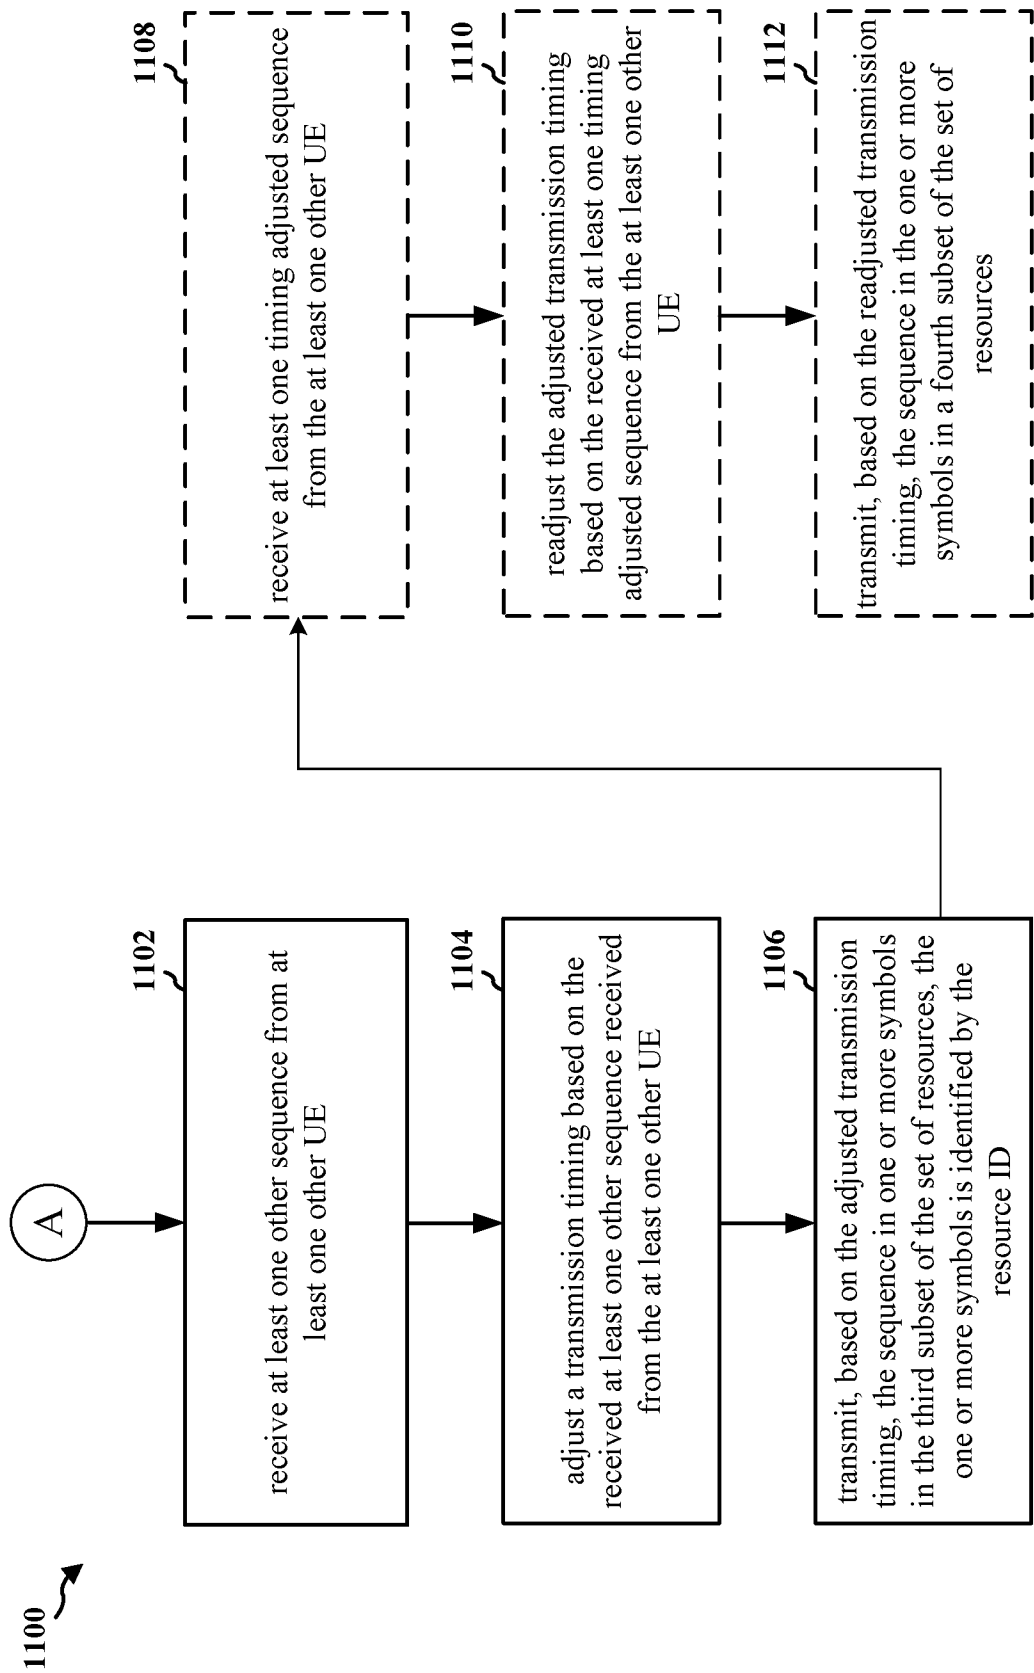 1100
A
1102
receive at least one other sequence from at
least one other UE
1104
adjust a transmission timing based on the
received at least one other sequence received
from the at least one other UE
1106
transmit, based on the adjusted transmission
timing, the sequence in one or more symbols
in the third subset of the set of resources, the
one or more symbols is identified by the
resource ID
1108
receive at least one timing adjusted sequence
from the at least one other UE
1110
readjust the adjusted transmission timing
based on the received at least one timing
adjusted sequence from the at least one other
UE
1112
transmit, based on the readjusted transmission
timing, the sequence in the one or more
symbols in a fourth subset of the set of
resources